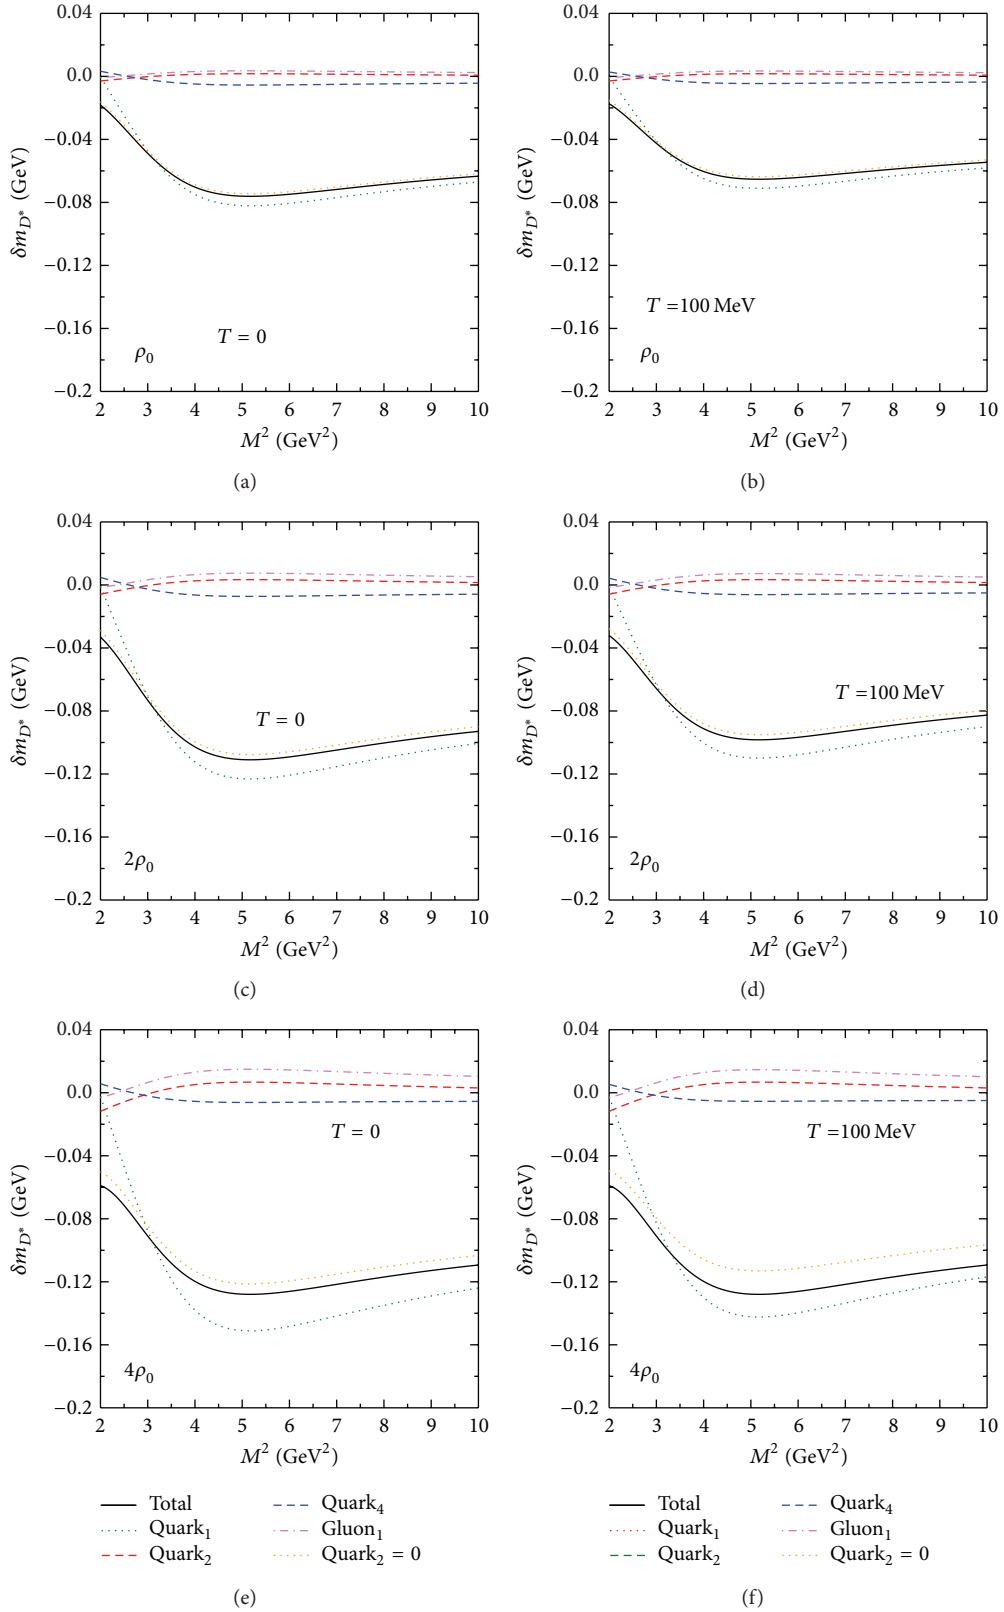 0.04
0.0
−0.04
−0.08
−0.12
−0.16
−0.2
δm_{D*} (GeV)
T = 0
ρ₀
2 3 4 5 6 7 8 9 10
M² (GeV²)
(a)
0.04
0.0
−0.04
−0.08
−0.12
−0.16
−0.2
δm_{D*} (GeV)
T =100 MeV
ρ₀
2 3 4 5 6 7 8 9 10
M² (GeV²)
(b)
0.04
0.0
−0.04
−0.08
−0.12
−0.16
−0.2
δm_{D*} (GeV)
T = 0
2ρ₀
2 3 4 5 6 7 8 9 10
M² (GeV²)
(c)
0.04
0.0
−0.04
−0.08
−0.12
−0.16
−0.2
δm_{D*} (GeV)
T =100 MeV
2ρ₀
2 3 4 5 6 7 8 9 10
M² (GeV²)
(d)
0.04
0.0
−0.04
−0.08
−0.12
−0.16
−0.2
δm_{D*} (GeV)
T = 0
4ρ₀
2 3 4 5 6 7 8 9 10
M² (GeV²)
Total
Quark₁
Quark₂
Quark₄
Gluon₁
Quark₂ = 0
(e)
0.04
0.0
−0.04
−0.08
−0.12
−0.16
−0.2
δm_{D*} (GeV)
T =100 MeV
4ρ₀
2 3 4 5 6 7 8 9 10
M² (GeV²)
Total
Quark₁
Quark₂
Quark₄
Gluon₁
Quark₂ = 0
(f)